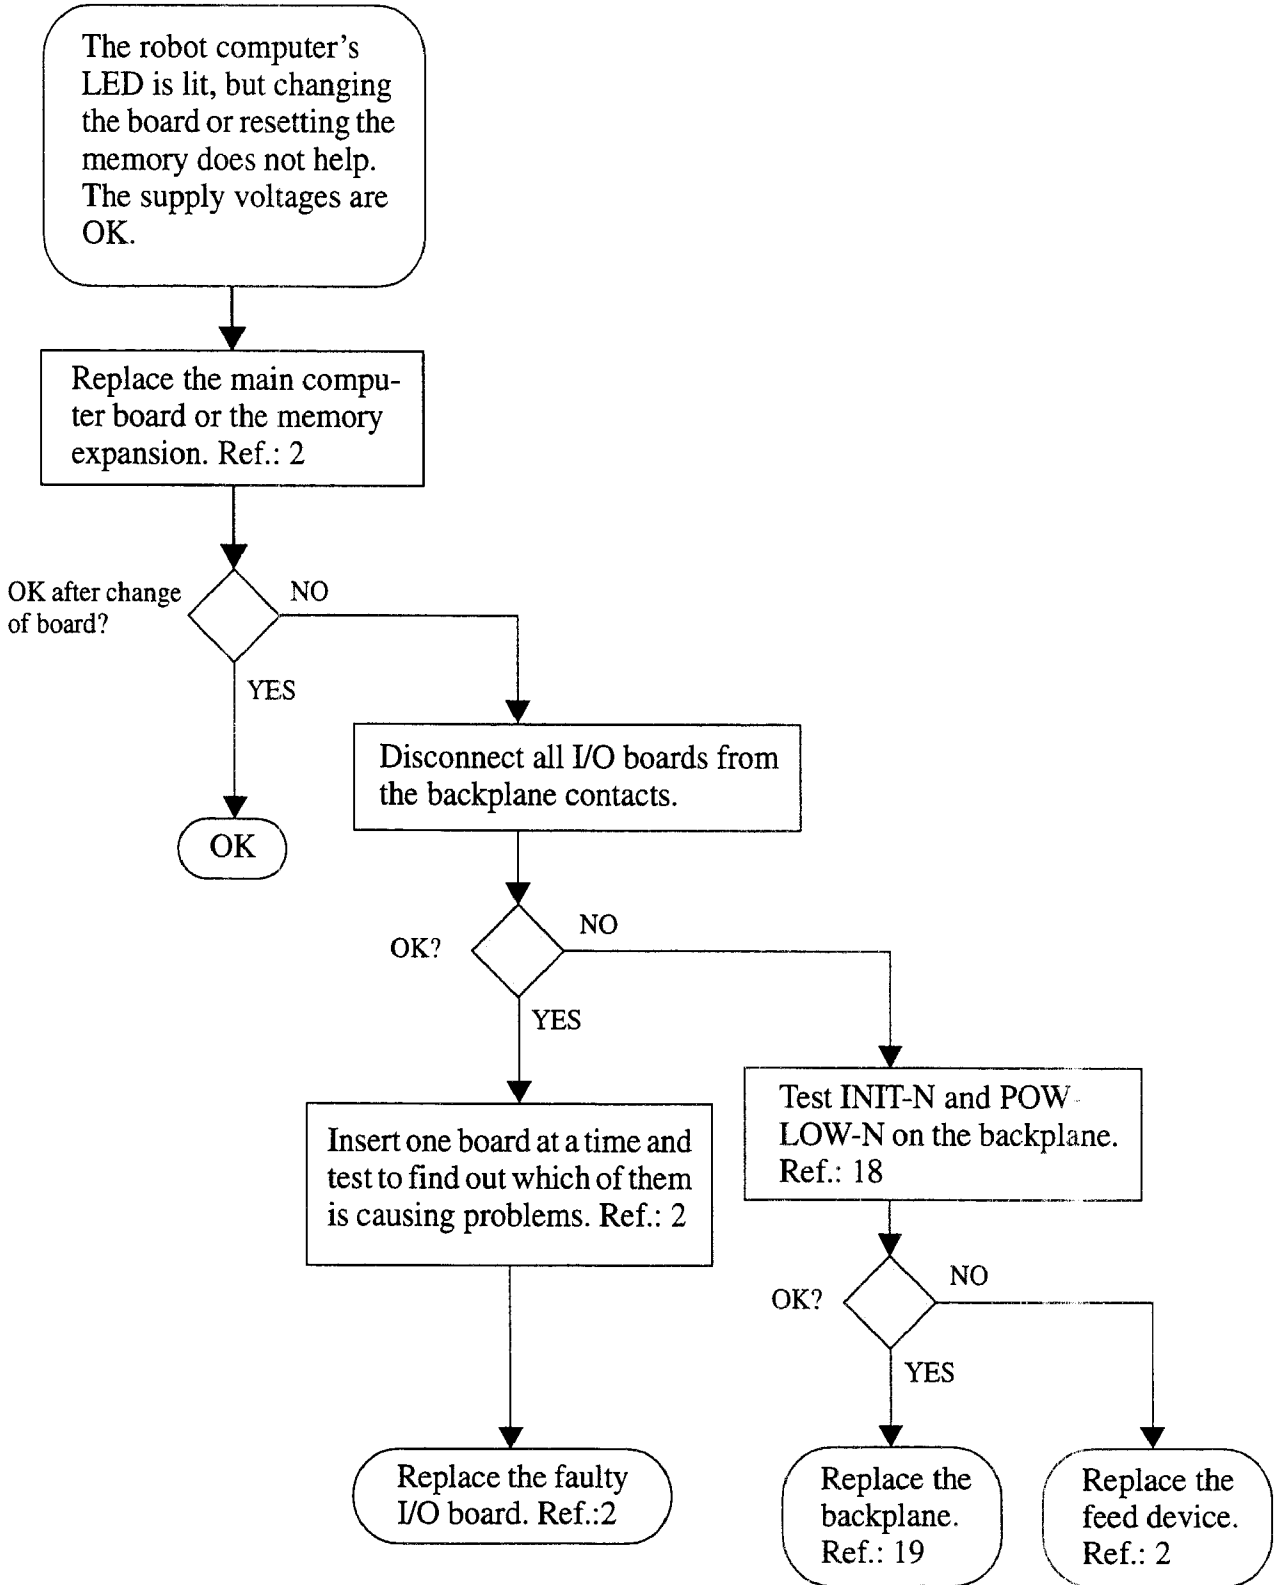 The robot computer's
LED is lit, but changing
the board or resetting the
memory does not help.
The supply voltages are
OK.
Replace the main compu-
ter board or the memory
expansion. Ref.: 2
OK after change
of board?
NO
YES
OK
Disconnect all I/O boards from
the backplane contacts.
OK?
NO
YES
Insert one board at a time and
test to find out which of them
is causing problems. Ref.: 2
Replace the faulty
I/O board. Ref.:2
Test INIT-N and POW-
LOW-N on the backplane.
Ref.: 18
OK?
NO
YES
Replace the
backplane.
Ref.: 19
Replace the
feed device.
Ref.: 2